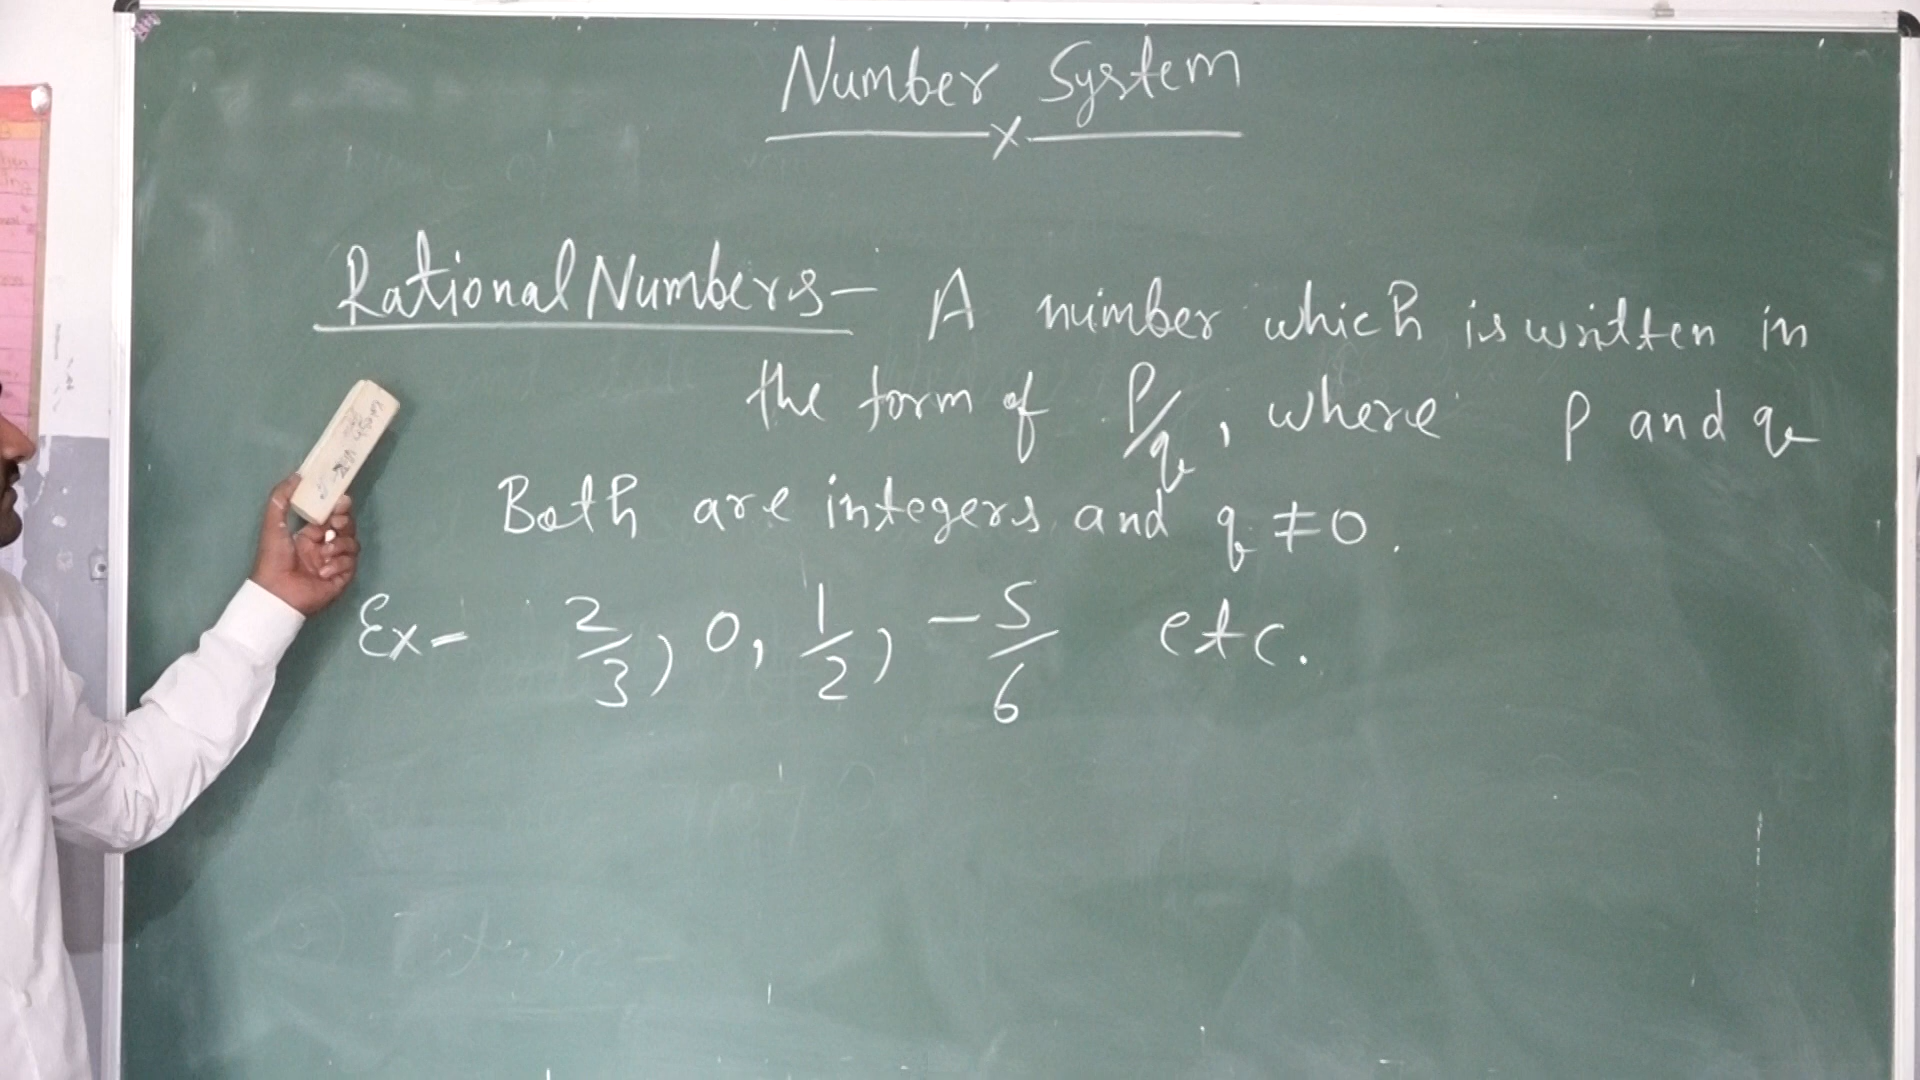 Number System
Rational Numbers- A number which is written in
the form of P/q, where P and q
Both are integers and q ≠ 0.
Ex- 2/3, 0, 1/2, -5/6 etc.